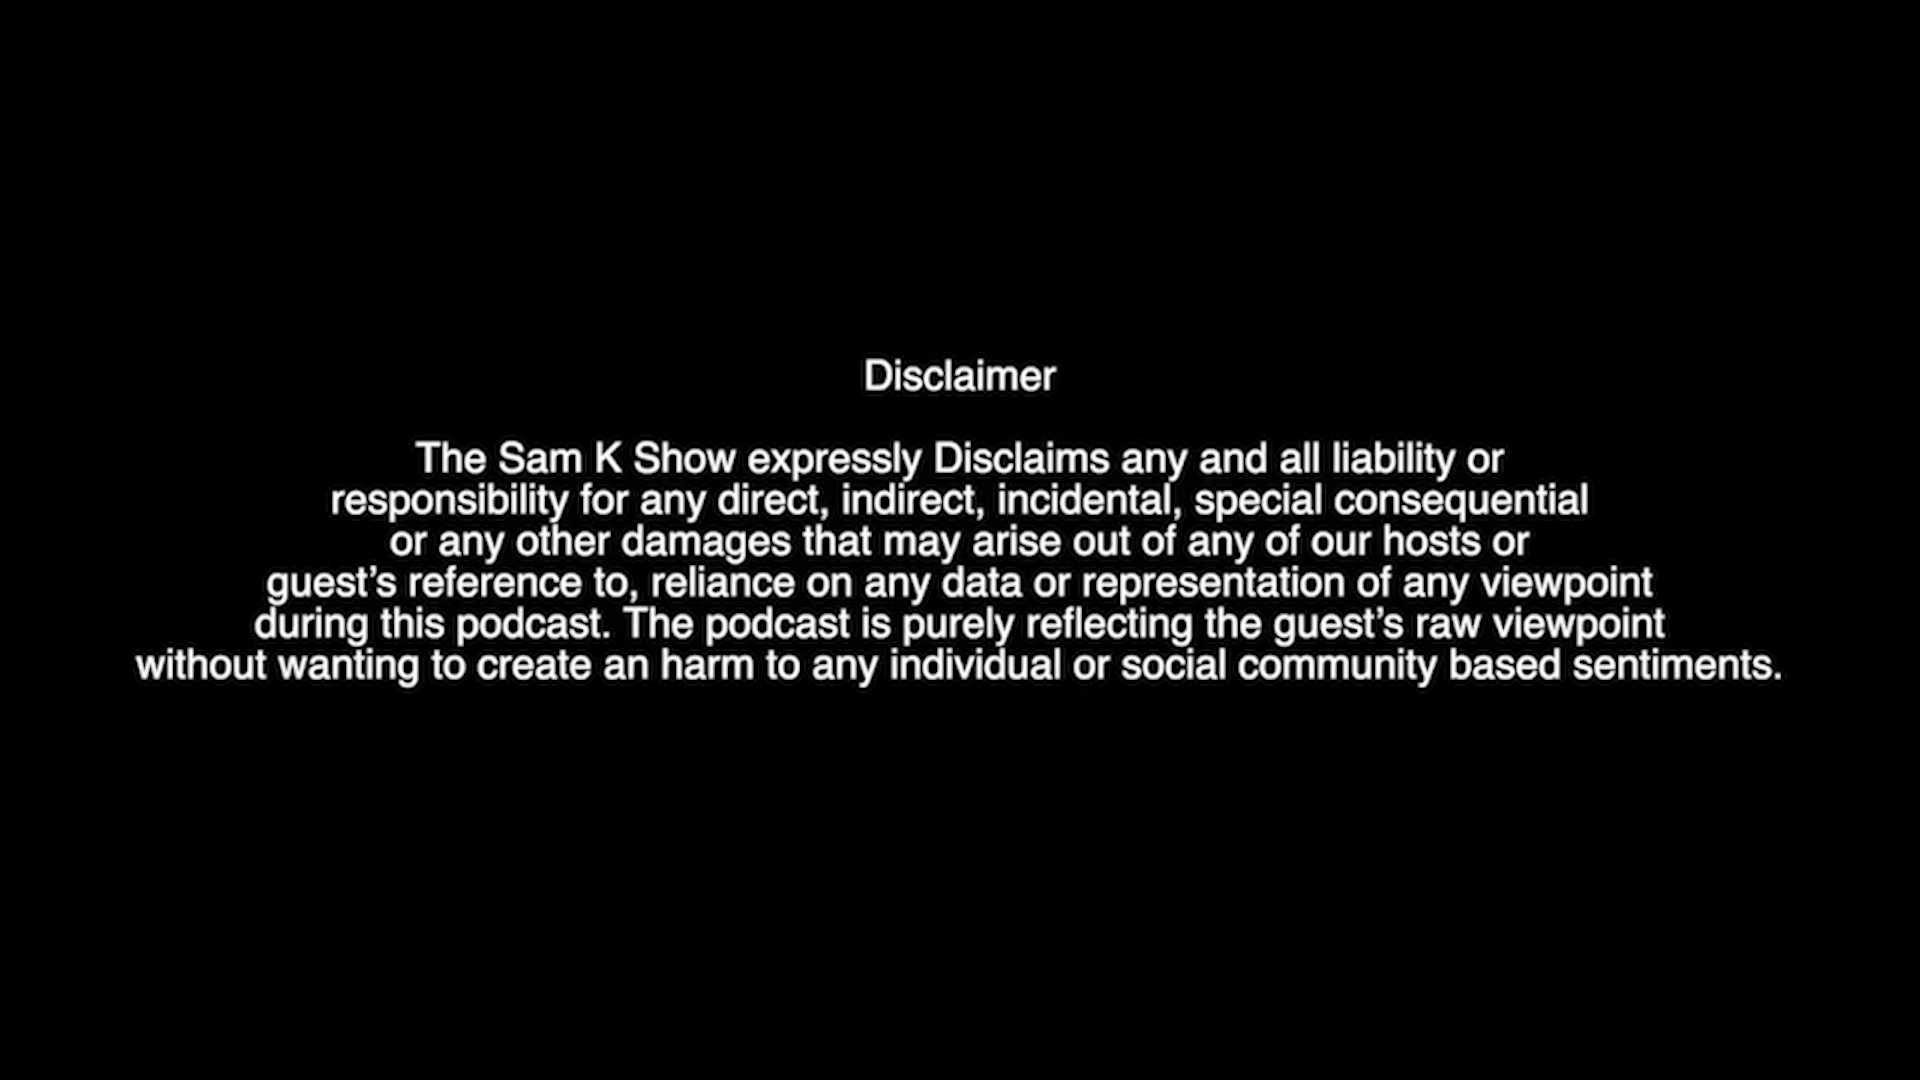 Disclaimer
The Sam K Show expressly Disclaims any and all liability or
responsibility for any direct, indirect, incidental, special consequential
or any other damages that may arise out of any of our hosts or
guest’s reference to, reliance on any data or representation of any viewpoint
during this podcast. The podcast is purely reflecting the guest’s raw viewpoint
without wanting to create an harm to any individual or social community based sentiments.